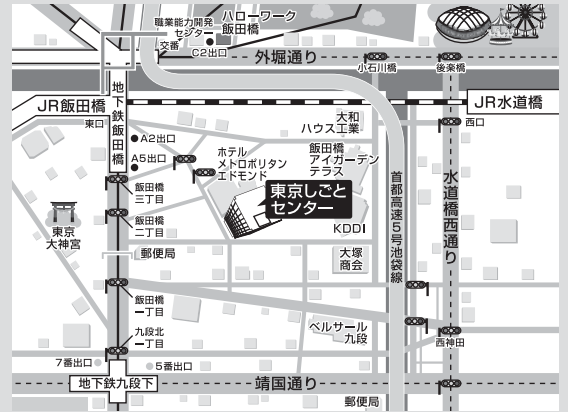 職業能力開発
センター
ハローワーク
飯田橋
交番
C2出口
外堀通り
小石川橋
後楽橋
JR飯田橋
東口
地下鉄飯田橋
JR水道橋
西口
A2出口
A5出口
ホテル
メトロポリタン
エドモンド
大和
ハウス工業
飯田橋
アイガーデン
テラス
東京しごと
センター
KDDI
首都高速5号池袋線
水道橋西通り
飯田橋
三丁目
飯田橋
二丁目
東京
大神宮
郵便局
大塚
商会
飯田橋
一丁目
九段北
一丁目
ベルサール
九段
西神田
7番出口
5番出口
地下鉄九段下
靖国通り
郵便局